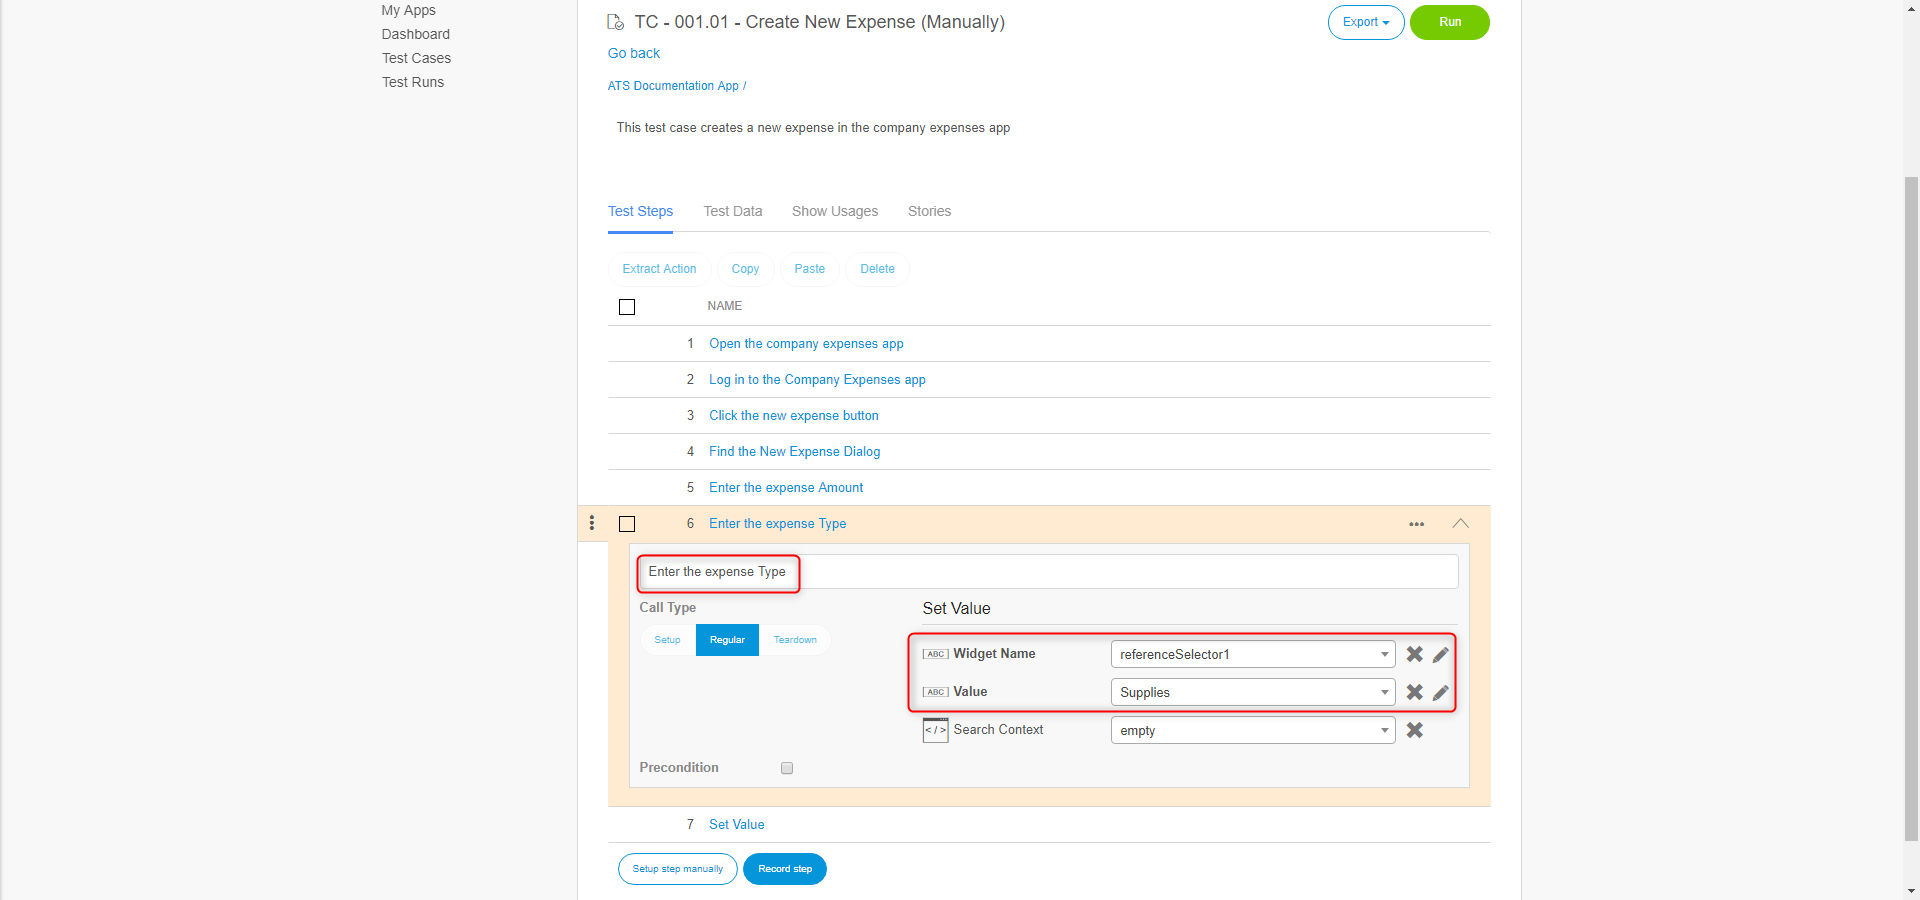 My Apps
Dashboard
Test Cases
Test Runs
TC - 001.01 - Create New Expense (Manually)
Export
Run
Go back
ATS Documentation App /
This test case creates a new expense in the company expenses app
Test Steps Test Data Show Usages Stories
Extract Action Copy Paste Delete
NAME
1 Open the company expenses app
2 Log in to the Company Expenses app
3 Click the new expense button
4 Find the New Expense Dialog
5 Enter the expense Amount
6 Enter the expense Type
Enter the expense Type
Call Type
Setup Regular Teardown
Set Value
ABC Widget Name referenceSelector1
ABC Value Supplies
</> Search Context empty
Precondition
7 Set Value
Setup step manually Record step